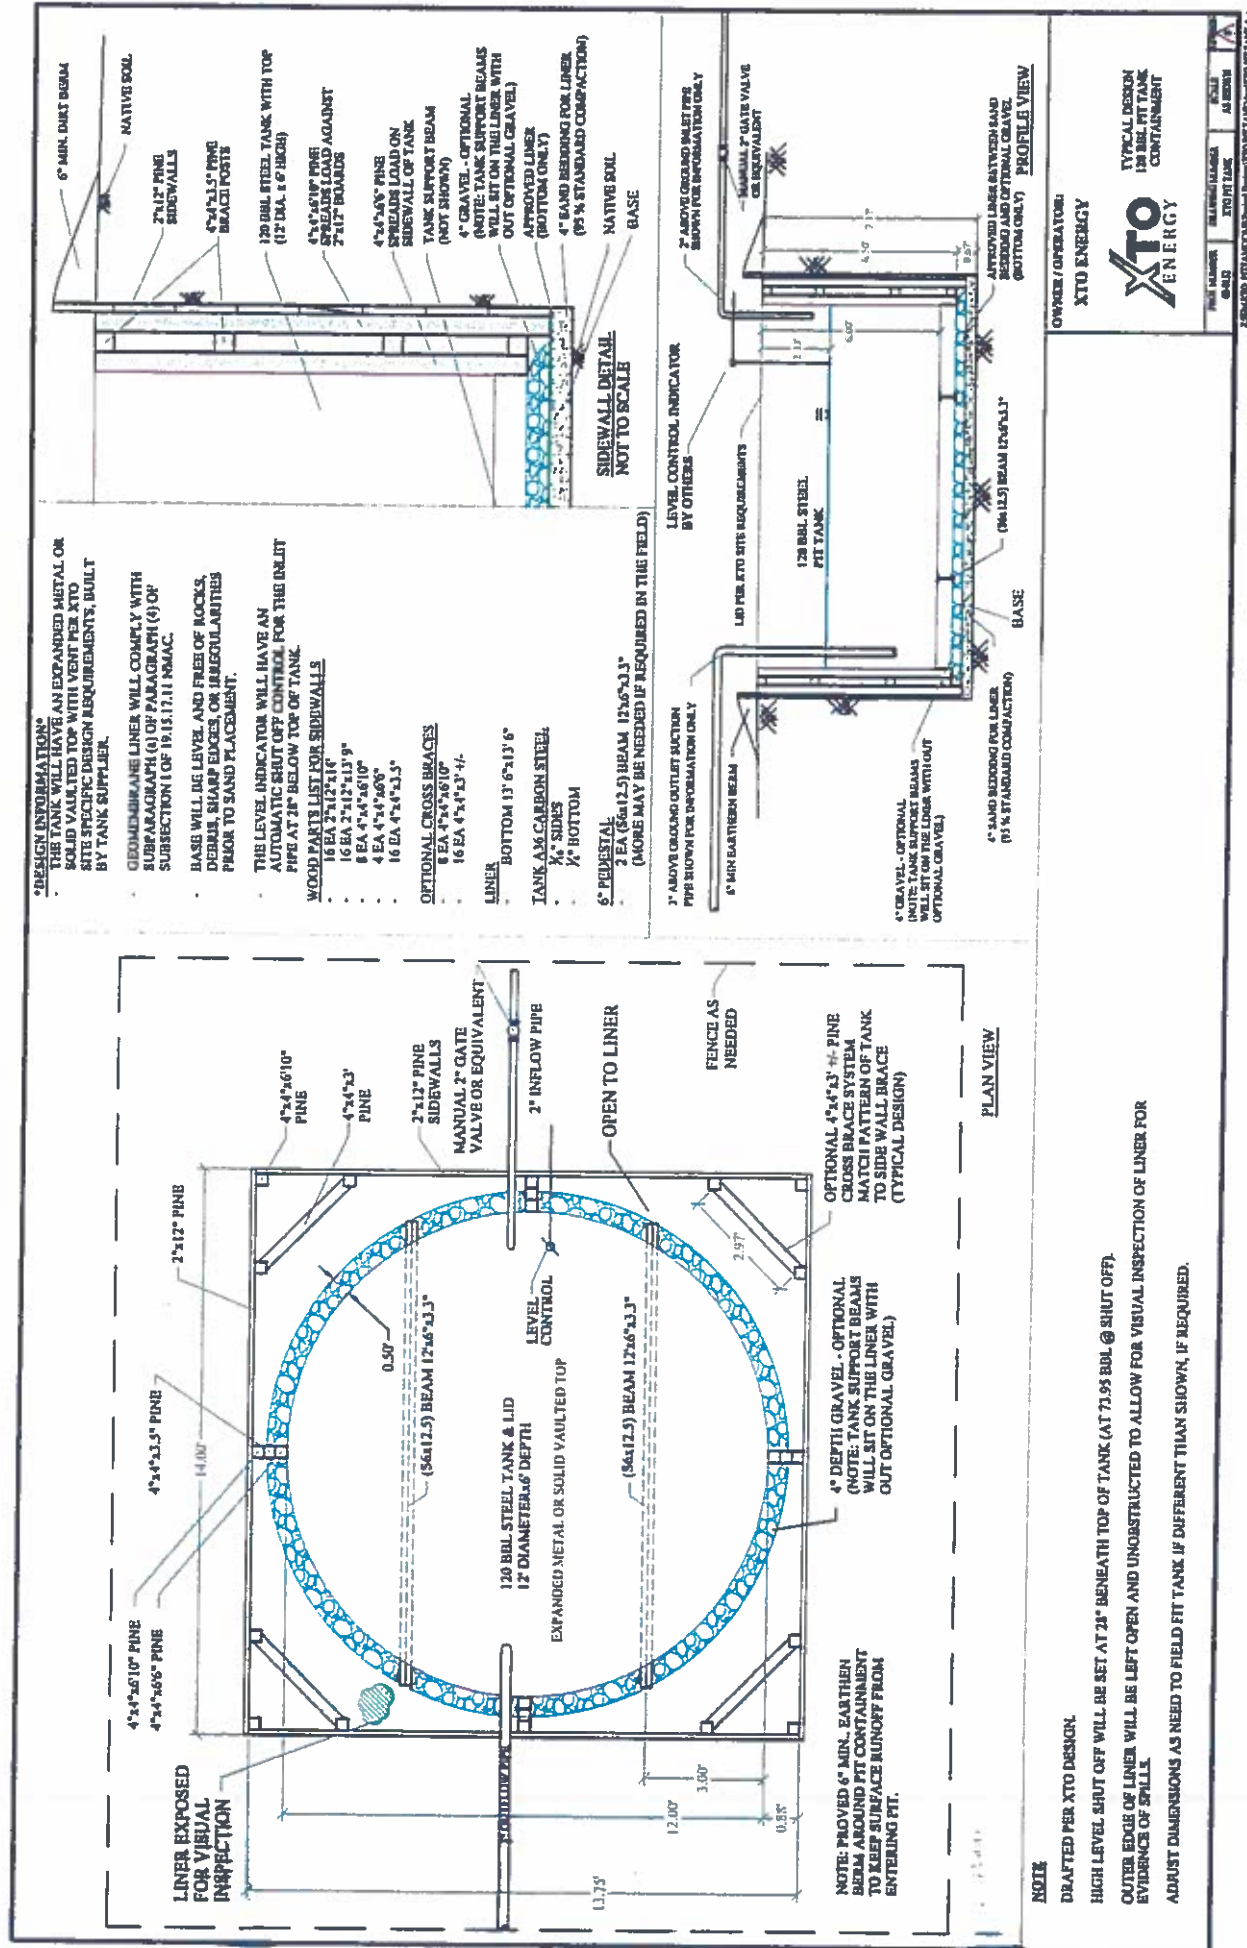 *DESIGN INFORMATION*
- THE TANK WILL HAVE AN EXPANDED METAL OR
SOLID VAULTED TOP WITH VENT PER XTO
SITE SPECIFIC DESIGN REQUIREMENTS, BUILT
BY TANK SUPPLIER.
- GEOMEMBRANE LINER WILL COMPLY WITH
SUBPARAGRAPH (a) OF PARAGRAPH (4) OF
SUBSECTION I OF 19.15.17.11 NMAC.
- BASE WILL BE LEVEL AND FREE OF ROCKS,
DEBRIS, SHARP EDGES, OR IRREGULARITIES
PRIOR TO SAND PLACEMENT.
- THE LEVEL INDICATOR WILL HAVE AN
AUTOMATIC SHUT OFF CONTROL FOR THE INLET
PIPE AT 28" BELOW TOP OF TANK.
WOOD PARTS LIST FOR SIDEWALLS
- 16 EA 2"x12"x14'
- 16 EA 2"x12"x13'9"
- 8 EA 4"x4"x6'10"
- 4 EA 4"x4"x6'6"
- 16 EA 4"x4"x3.5"
OPTIONAL CROSS BRACES
- 8 EA 4"x4"x6'10"
- 16 EA 4"x4"x3' +/-
LINER
- BOTTOM 13' 6"x13' 6"
TANK A36 CARBON STEEL
SIDES
- ¼" BOTTOM
6" PEDESTAL
- 2 EA (S6x12.5) BEAM 12'x6"x3.3"
(MORE MAY BE NEEDED IF REQUIRED IN THE FIELD)
6" MIN. DIRT BERM
NATIVE SOIL
2"x12" PINE
SIDEWALLS
4"x4"x3.5" PINE
BRACE POSTS
120 BBL STEEL TANK WITH TOP
(12' DIA. x 6' HIGH)
4"x4"x6'10" PINE
SPREADS LOAD AGAINST
2"x12" BOARDS
4"x4"x6'6" PINE
SPREADS LOAD ON
SIDEWALL OF TANK
TANK SUPPORT BEAM
(NOT SHOWN)
4" GRAVEL - OPTIONAL
(NOTE: TANK SUPPORT BEAMS
WILL SIT ON THE LINER WITH
OUT OPTIONAL GRAVEL)
APPROVED LINER
(BOTTOM ONLY)
4" SAND BEDDING FOR LINER
(95 % STANDARD COMPACTION)
NATIVE SOIL
BASE
SIDEWALL DETAIL
NOT TO SCALE
LINER EXPOSED
FOR VISUAL
INSPECTION
4"x4"x6'10" PINE
4"x4"x6'6" PINE
4"x4"x3.5" PINE
2"x12" PINE
4"x4"x6'10"
PINE
4"x4"x3'
PINE
2"x12" PINE
SIDEWALLS
MANUAL 2" GATE
VALVE OR EQUIVALENT
2" INFLOW PIPE
OPEN TO LINER
FENCE AS
NEEDED
14.00'
0.50'
(S6x12.5) BEAM 12'x6"x3.3"
LEVEL
CONTROL
120 BBL STEEL TANK & LID
12' DIAMETERx6' DEPTH
EXPANDED METAL OR SOLID VAULTED TOP
(S6x12.5) BEAM 12'x6"x3.3"
2.97'
OPTIONAL 4"x4"x3' +/- PINE
CROSS BRACE SYSTEM
MATCH PATTERN OF TANK
TO SIDE WALL BRACE
(TYPICAL DESIGN)
4" DEPTH GRAVEL - OPTIONAL
(NOTE: TANK SUPPORT BEAMS
WILL SIT ON THE LINER WITH
OUT OPTIONAL GRAVEL)
3.00'
12.00'
0.88'
13.75'
NOTE: PROVED 6" MIN., EARTHEN
BERM AROUND PIT CONTAINMENT
TO KEEP SURFACE RUNOFF FROM
ENTERING PIT.
PLAN VIEW
3" ABOVE GROUND OUTLET SUCTION
PIPE SHOWN FOR INFORMATION ONLY
6" MIN EARTHERN BERM
LEVEL CONTROL INDICATOR
BY OTHERS
LID PER XTO SITE REQUIREMENTS
120 BBL STEEL
PIT TANK
2" ABOVE GROUND INLET PIPE
SHOWN FOR INFORMATION ONLY
MANUAL 2" GATE VALVE
OR EQUIVALENT
6.00'
4" GRAVEL - OPTIONAL
(NOTE: TANK SUPPORT BEAMS
WILL SIT ON THE LINER WITH OUT
OPTIONAL GRAVEL)
4" SAND BEDDING FOR LINER
(95 % STANDARD COMPACTION)
BASE
(S6x12.5) BEAM 12'x6"x3.3"
APPROVED LINER BETWEEN SAND
BEDDING AND OPTIONAL GRAVEL
(BOTTOM ONLY)
PROFILE VIEW
NOTE
DRAFTED PER XTO DESIGN.
HIGH LEVEL SHUT OFF WILL BE SET AT 28" BENEATH TOP OF TANK (AT 73.95 BBL @ SHUT OFF).
OUTER EDGE OF LINER WILL BE LEFT OPEN AND UNOBSTRUCTED TO ALLOW FOR VISUAL INSPECTION OF LINER FOR
EVIDENCE OF SPILLS.
ADJUST DIMENSIONS AS NEED TO FIELD FIT TANK IF DIFFERENT THAN SHOWN, IF REQUIRED.
OWNER / OPERATOR:
XTO ENERGY
XTO
ENERGY
TYPICAL DESIGN
120 BBL PIT TANK
CONTAINMENT
XTO PIT TANK
SCALE
AS SHOWN